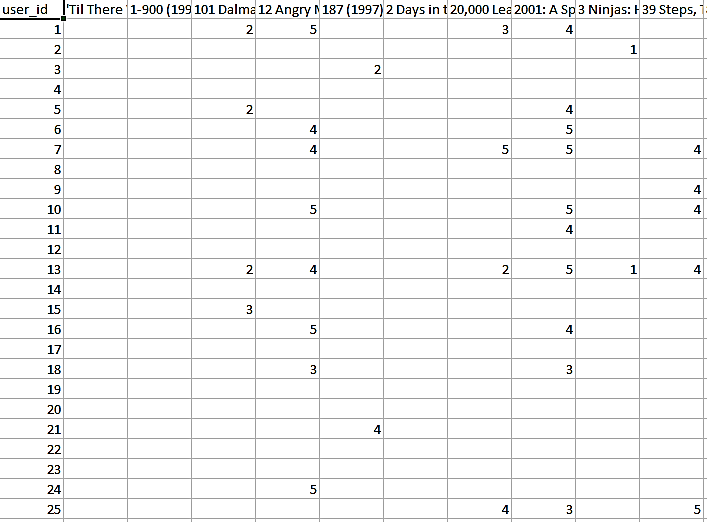 user_id 'Til There 1-900 (199 101 Dalma 12 Angry M 187 (1997) 2 Days in t 20,000 Lea 2001: A Sp 3 Ninjas: H 39 Steps, T
1 2 5 3 4
2 1
3 2
4
5 2 4
6 4 5
7 4 5 5 4
8
9 4
10 5 5 4
11 4
12
13 2 4 2 5 1 4
14
15 3
16 5 4
17
18 3 3
19
20
21 4
22
23
24 5
25 4 3 5